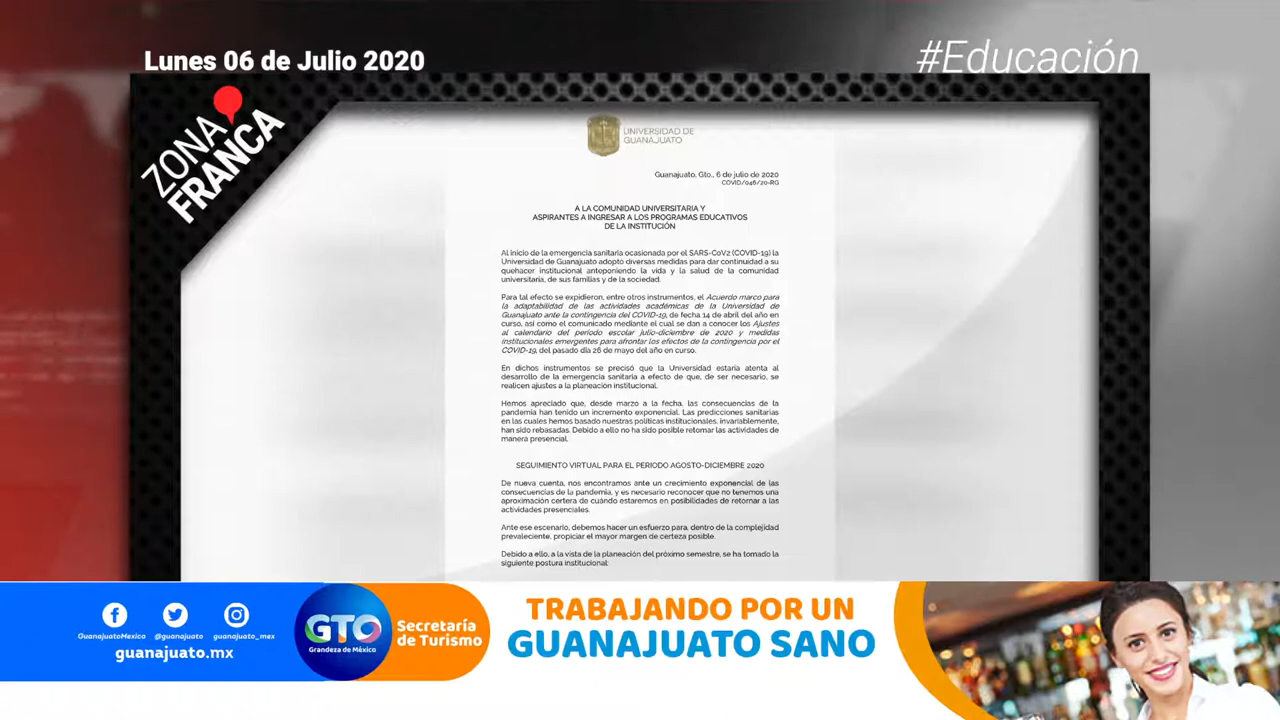 Lunes 06 de Julio 2020
#Educación
ZONA
FRANCA
UNIVERSIDAD DE
GUANAJUATO
Guanajuato, Gto., 6 de julio de 2020
COVID/046/20-RG
A LA COMUNIDAD UNIVERSITARIA Y
ASPIRANTES A INGRESAR A LOS PROGRAMAS EDUCATIVOS
DE LA INSTITUCIÓN
Al inicio de la emergencia sanitaria ocasionada por el SARS-CoV2 (COVID-19) la
Universidad de Guanajuato adoptó diversas medidas para dar continuidad a su
quehacer institucional anteponiendo la vida y la salud de la comunidad
universitaria, de sus familias y de la sociedad.
Para tal efecto se expidieron, entre otros instrumentos, el Acuerdo marco para
la adaptabilidad de las actividades académicas de la Universidad de
Guanajuato ante la contingencia del COVID-19, de fecha 14 de abril del año en
curso, así como el comunicado mediante el cual se dan a conocer los Ajustes
al calendario del período escolar julio-diciembre de 2020 y medidas
institucionales emergentes para afrontar los efectos de la contingencia por el
COVID-19, del pasado día 26 de mayo del año en curso.
En dichos instrumentos se precisó que la Universidad estaría atenta al
desarrollo de la emergencia sanitaria a efecto de que, de ser necesario, se
realicen ajustes a la planeación institucional.
Hemos apreciado que, desde marzo a la fecha, las consecuencias de la
pandemia han tenido un incremento exponencial. Las predicciones sanitarias
en las cuales hemos basado nuestras políticas institucionales, invariablemente,
han sido rebasadas. Debido a ello no ha sido posible retomar las actividades de
manera presencial.
SEGUIMIENTO VIRTUAL PARA EL PERIODO AGOSTO-DICIEMBRE 2020
De nueva cuenta, nos encontramos ante un crecimiento exponencial de las
consecuencias de la pandemia, y es necesario reconocer que no tenemos una
aproximación certera de cuándo estaremos en posibilidades de retornar a las
actividades presenciales.
Ante ese escenario, debemos hacer un esfuerzo para, dentro de la complejidad
prevaleciente, propiciar el mayor margen de certeza posible.
Debido a ello, a la vista de la planeación del próximo semestre, se ha tomado la
siguiente postura institucional:
GuanajuatoMexico @guanajuato guanajuato_mex
guanajuato.mx
GTO
Grandeza de México
Secretaría
de Turismo
TRABAJANDO POR UN
GUANAJUATO SANO